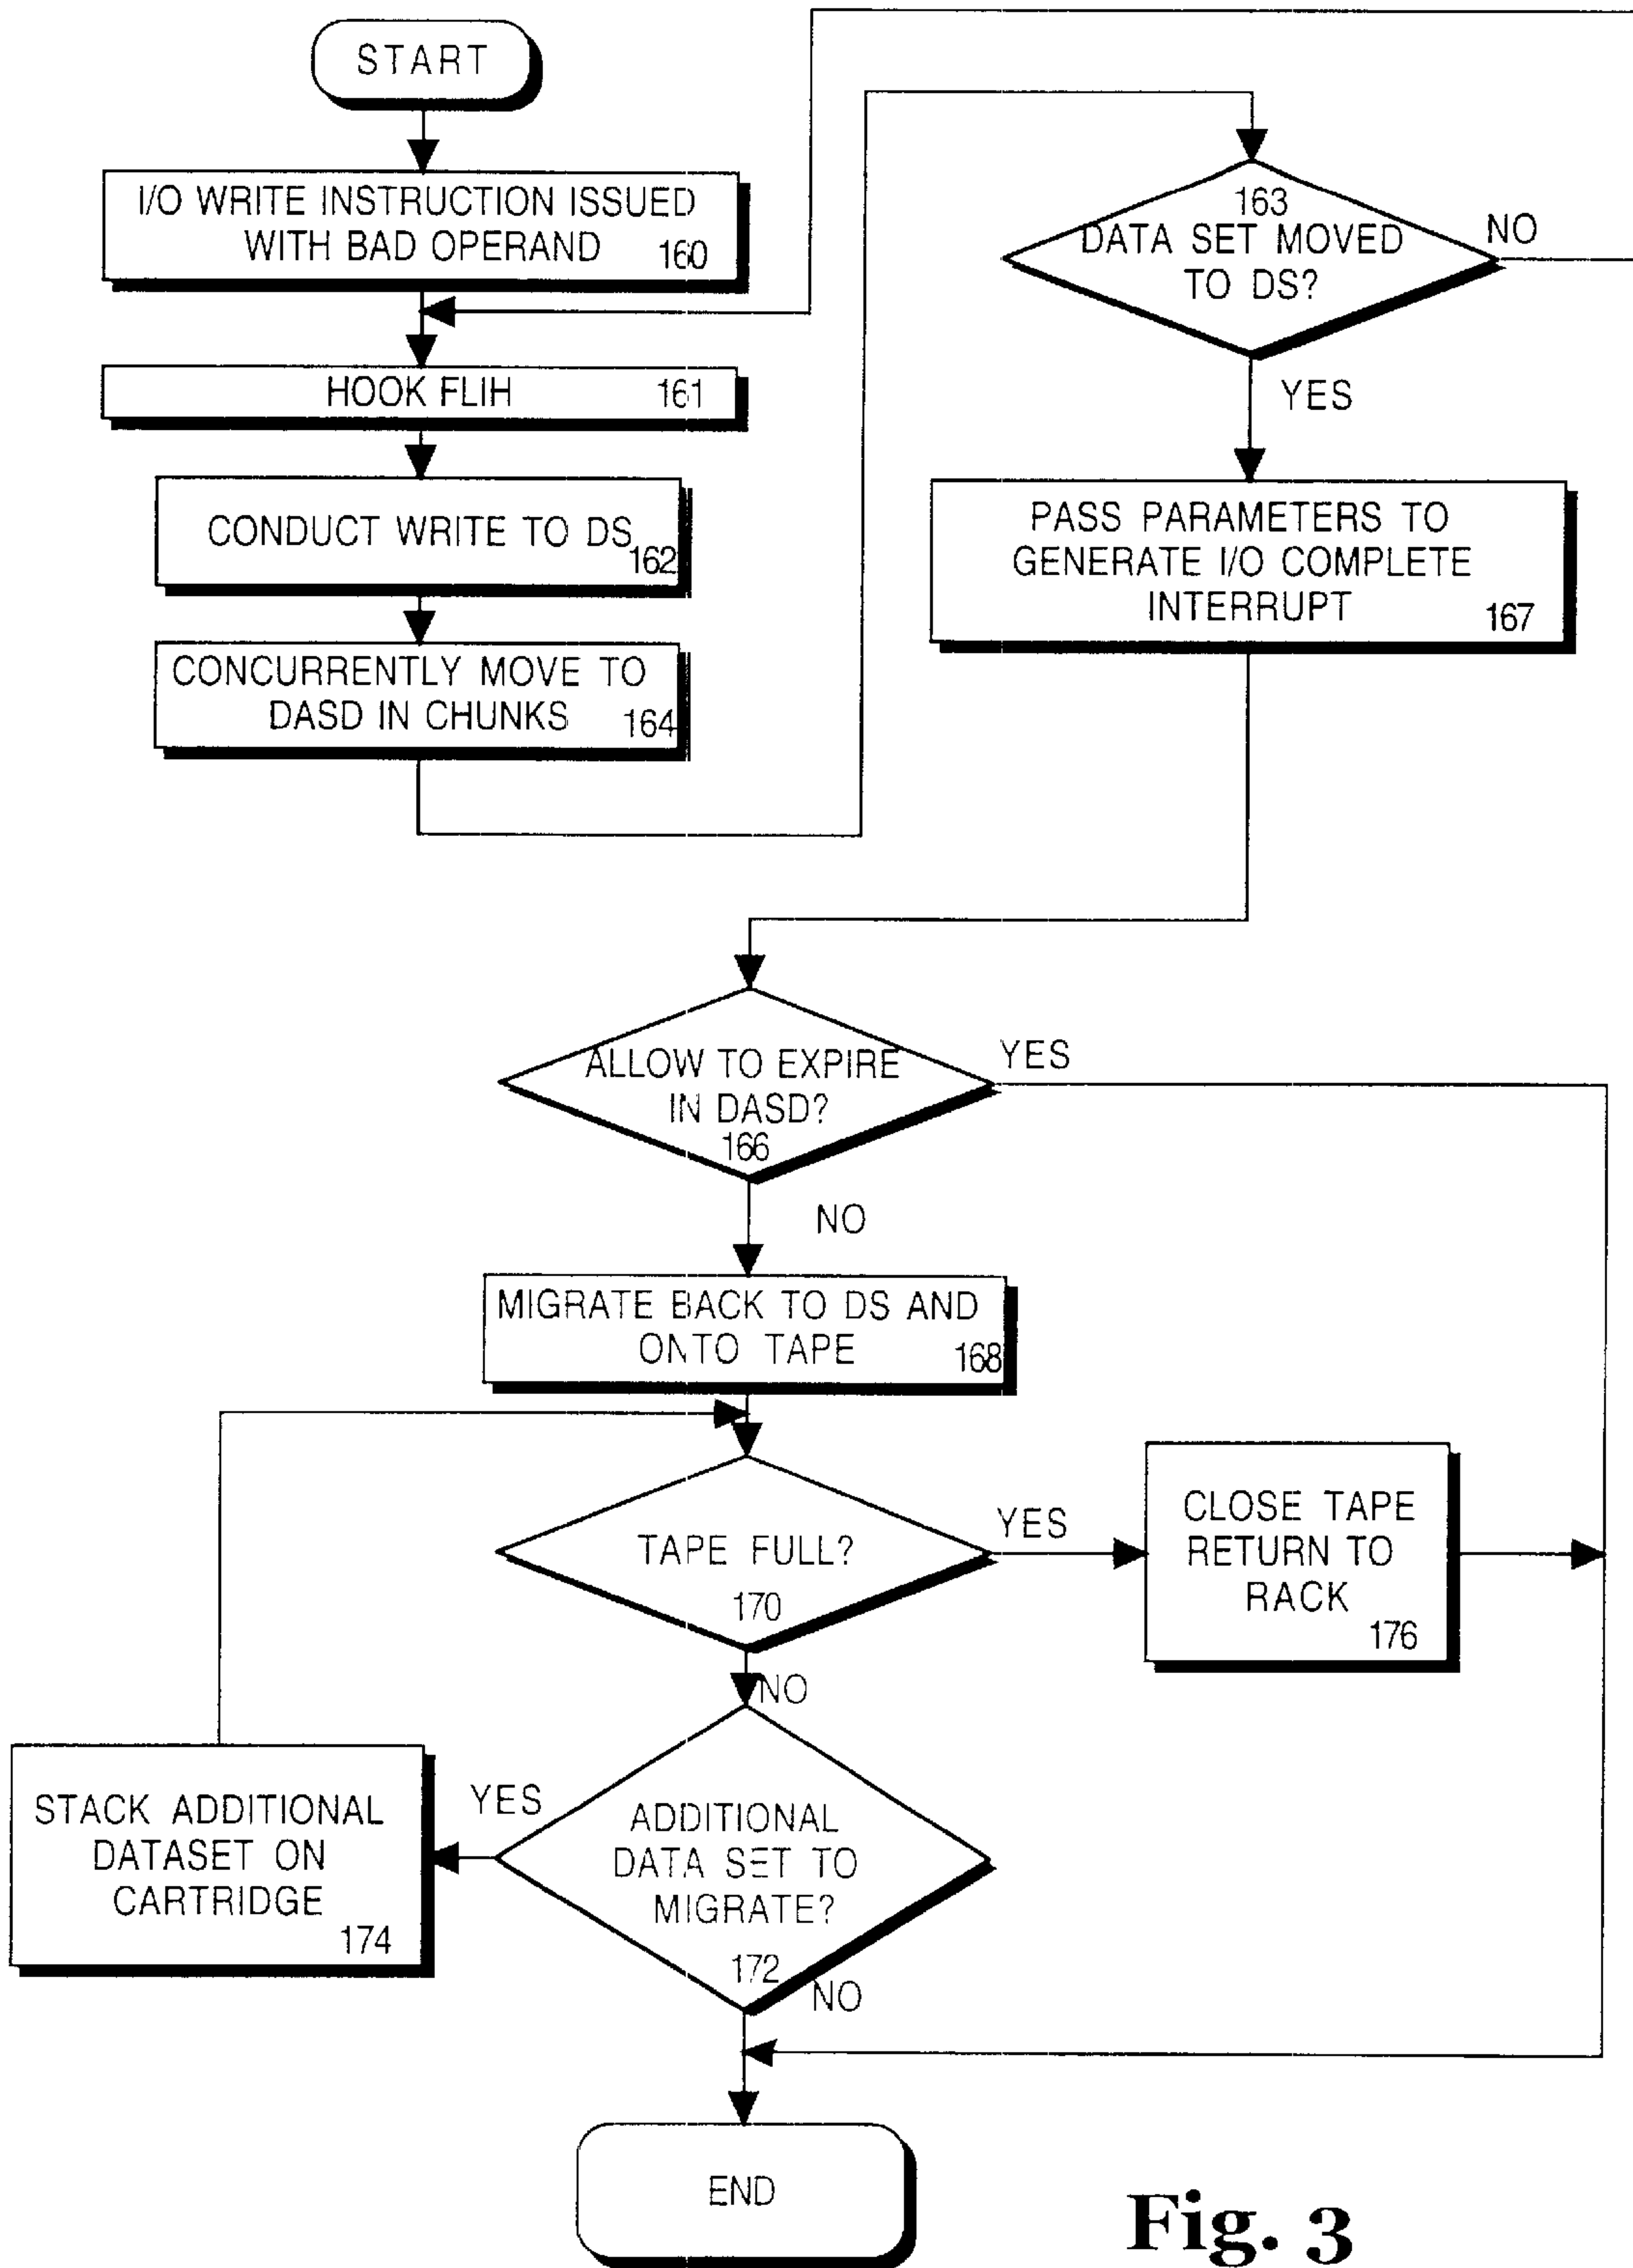 START
I/O WRITE INSTRUCTION ISSUED
WITH BAD OPERAND 160
HOOK FLIH 161
CONDUCT WRITE TO DS
162
CONCURRENTLY MOVE TO
DASD IN CHUNKS 164
163
DATA SET MOVED
TO DS?
NO
YES
PASS PARAMETERS TO
GENERATE I/O COMPLETE
INTERRUPT 167
ALLOW TO EXPIRE
IN DASD?
166
YES
NO
MIGRATE BACK TO DS AND
ONTO TAPE 168
TAPE FULL?
170
YES
CLOSE TAPE
RETURN TO
RACK
176
NO
ADDITIONAL
DATA SET TO
MIGRATE?
172
YES
STACK ADDITIONAL
DATASET ON
CARTRIDGE
174
NO
END
Fig. 3